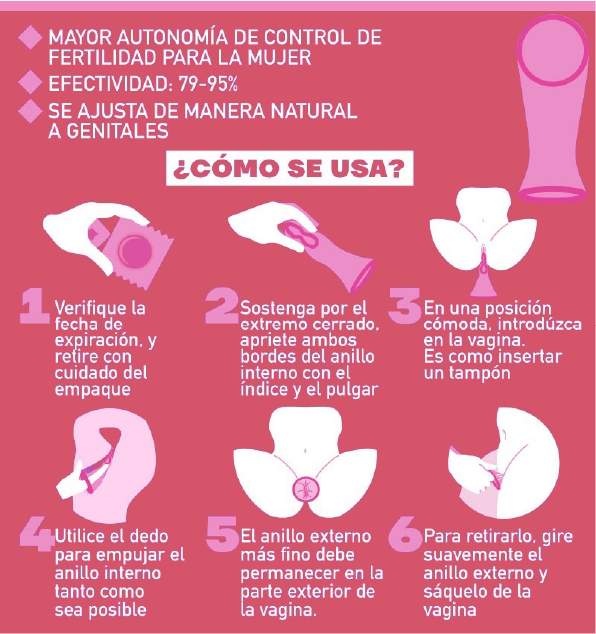 MAYOR AUTONOMÍA DE CONTROL DE
FERTILIDAD PARA LA MUJER
EFECTIVIDAD: 79-95%
SE AJUSTA DE MANERA NATURAL
A GENITALES
¿CÓMO SE USA?
1 Verifique la
fecha de
expiración, y
retire con
cuidado del
empaque
2 Sostenga por el
extremo cerrado,
apriete ambos
bordes del anillo
interno con el
índice y el pulgar
3 En una posición
cómoda, introdúzca
en la vagina.
Es como insertar
un tampón
4 Utilice el dedo
para empujar el
anillo interno
tanto como
sea posible
5 El anillo externo
más fino debe
permanecer en la
parte exterior de
la vagina.
6 Para retirarlo, gire
suavemente el
anillo externo y
sáquelo de la
vagina